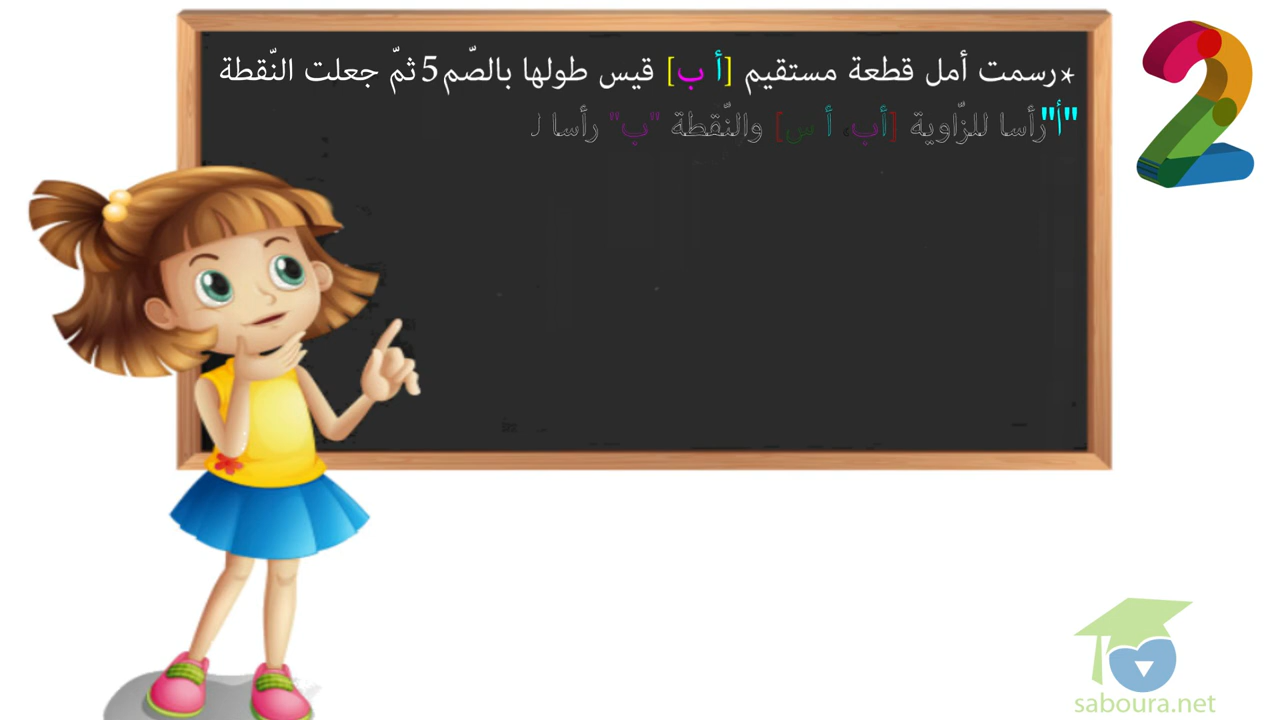 *رسمت أمل قطعة مستقيم [أ ب] قيس طولها بالصّم5 ثمّ جعلت النّقطة
"أ" رأسا للزّاوية [أب، أ س] والنّقطة "ب" رأسا ل
2
saboura.net